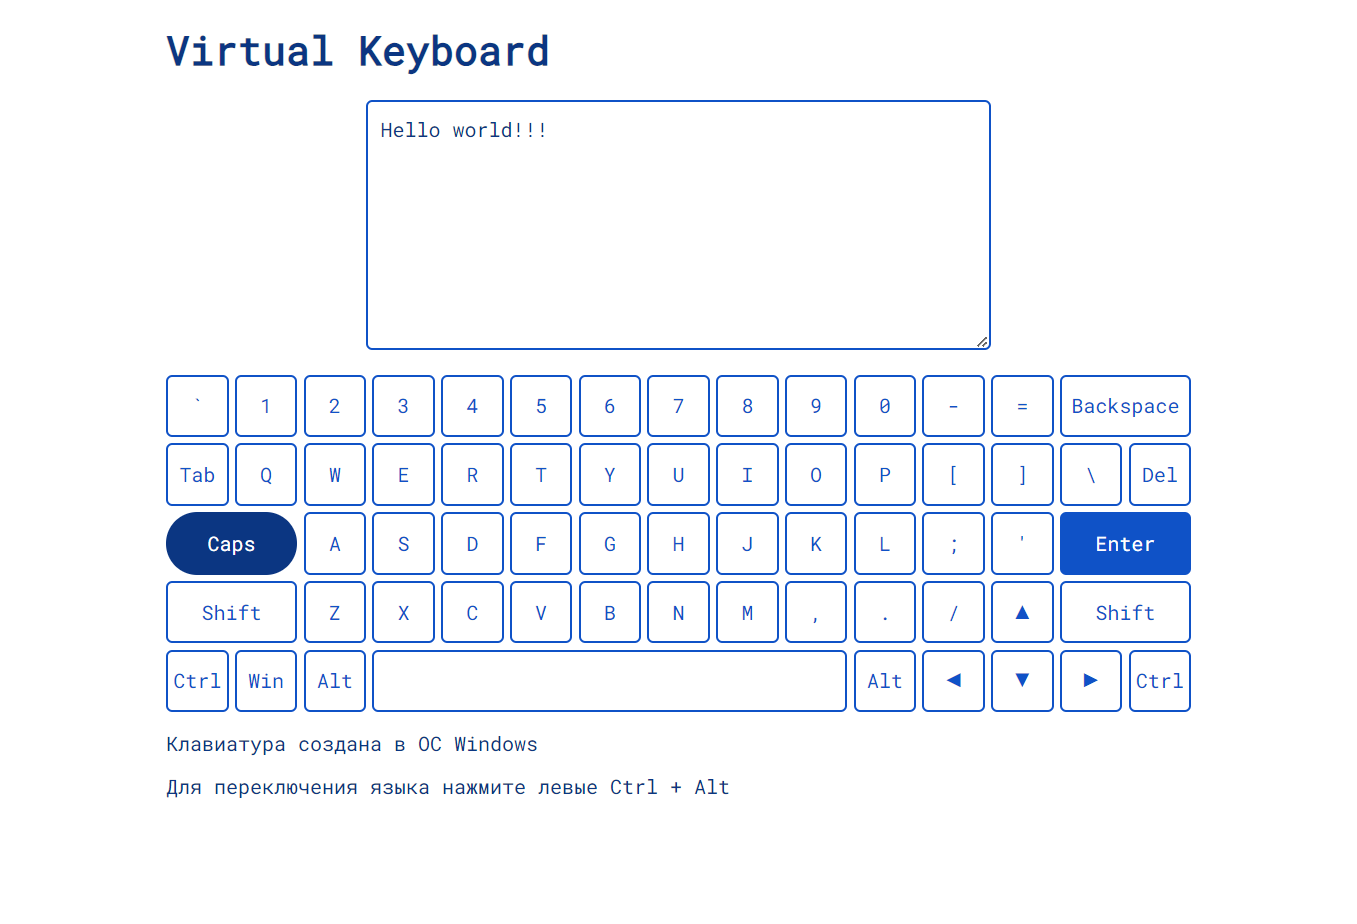 Virtual Keyboard
Hello world!!!
` 1 2 3 4 5 6 7 8 9 0 - = Backspace
Tab Q W E R T Y U I O P [ ] \ Del
Caps A S D F G H J K L ; ' Enter
Shift Z X C V B N M , . / ▲ Shift
Ctrl Win Alt Alt ◄ ▼ ► Ctrl
Клавиатура создана в ОС Windows
Для переключения языка нажмите левые Ctrl + Alt